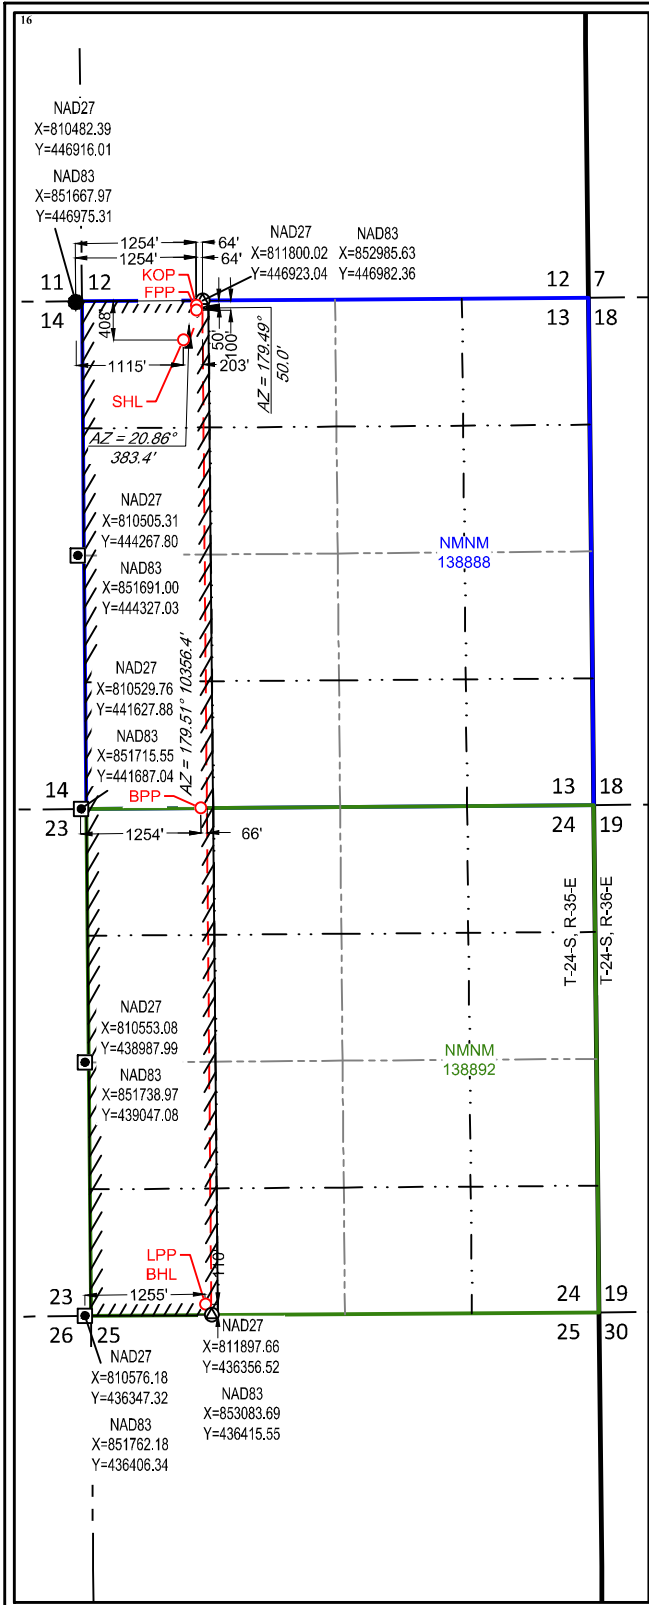 16
NAD27
X=810482.39
Y=446916.01
NAD83
X=851667.97
Y=446975.31
1254' 64'
1254' 64'
NAD27 NAD83
X=811800.02 X=852985.63
Y=446923.04 Y=446982.36
KOP
FPP
11 12
14
12 7
13 18
408'
50'
100'
1115'
203'
AZ = 179.49°
50.0'
SHL
AZ = 20.86°
383.4'
NAD27
X=810505.31
Y=444267.80
NAD83
X=851691.00
Y=444327.03
NMNM
138888
AZ = 179.51° 10356.4'
NAD27
X=810529.76
Y=441627.88
NAD83
X=851715.55
Y=441687.04
BPP
14
23
13 18
24 19
1254' 66'
T-24-S, R-35-E
T-24-S, R-36-E
NAD27
X=810553.08
Y=438987.99
NAD83
X=851738.97
Y=439047.08
NMNM
138892
LPP
BHL
110'
1255'
23
26 25
24 19
25 30
NAD27
X=811897.66
Y=436356.52
NAD83
X=853083.69
Y=436415.55
NAD27
X=810576.18
Y=436347.32
NAD83
X=851762.18
Y=436406.34